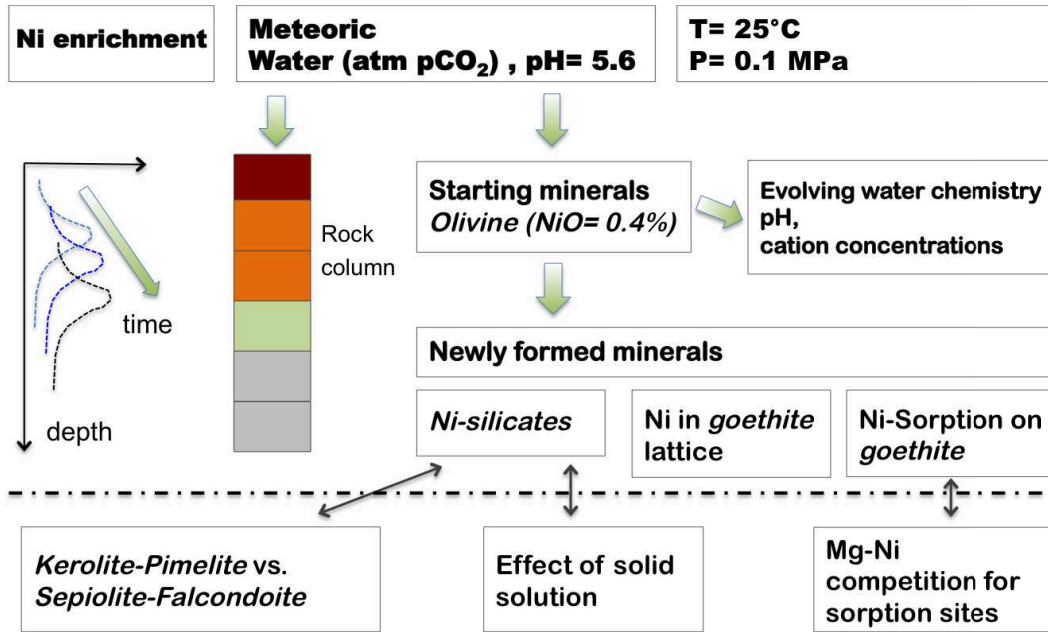 Ni enrichment
Meteoric
Water (atm pCO₂) , pH= 5.6
T= 25°C
P= 0.1 MPa
Rock
column
time
depth
Starting minerals
Olivine (NiO= 0.4%)
Evolving water chemistry
pH,
cation concentrations
Newly formed minerals
Ni-silicates
Ni in goethite
lattice
Ni-Sorption on
goethite
Kerolite-Pimelite vs.
Sepiolite-Falcondoite
Effect of solid
solution
Mg-Ni
competition for
sorption sites